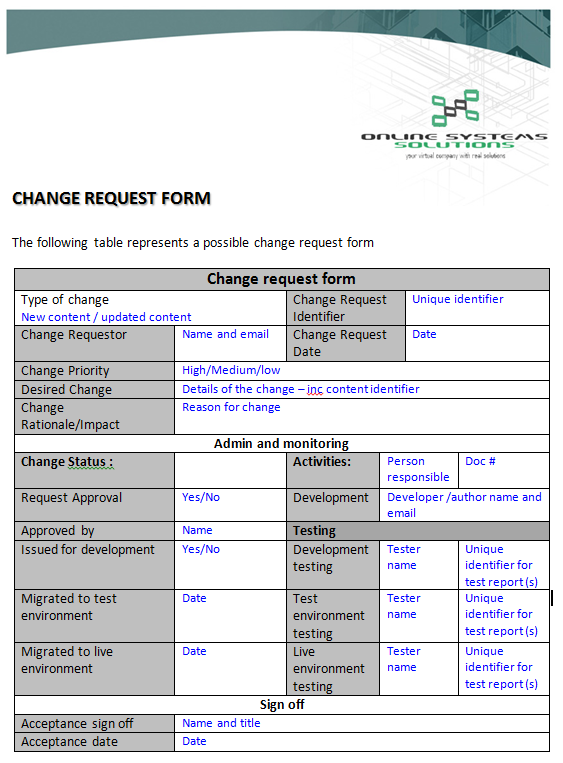 ONLINE SYSTEMS
SOLUTIONS
your virtual company with real solutions
CHANGE REQUEST FORM
The following table represents a possible change request form
Change request form
Type of change
New content / updated content
Change Request
Identifier
Unique identifier
Change Requestor
Name and email
Change Request
Date
Date
Change Priority
High/Medium/low
Desired Change
Details of the change – inc content identifier
Change
Rationale/Impact
Reason for change
Admin and monitoring
Change Status :
Activities:
Person
responsible
Doc #
Request Approval
Yes/No
Development
Developer /author name and
email
Approved by
Name
Testing
Issued for development
Yes/No
Development
testing
Tester
name
Unique
identifier for
test report(s)
Migrated to test
environment
Date
Test
environment
testing
Tester
name
Unique
identifier for
test report(s)
Migrated to live
environment
Date
Live
environment
testing
Tester
name
Unique
identifier for
test report(s)
Sign off
Acceptance sign off
Name and title
Acceptance date
Date